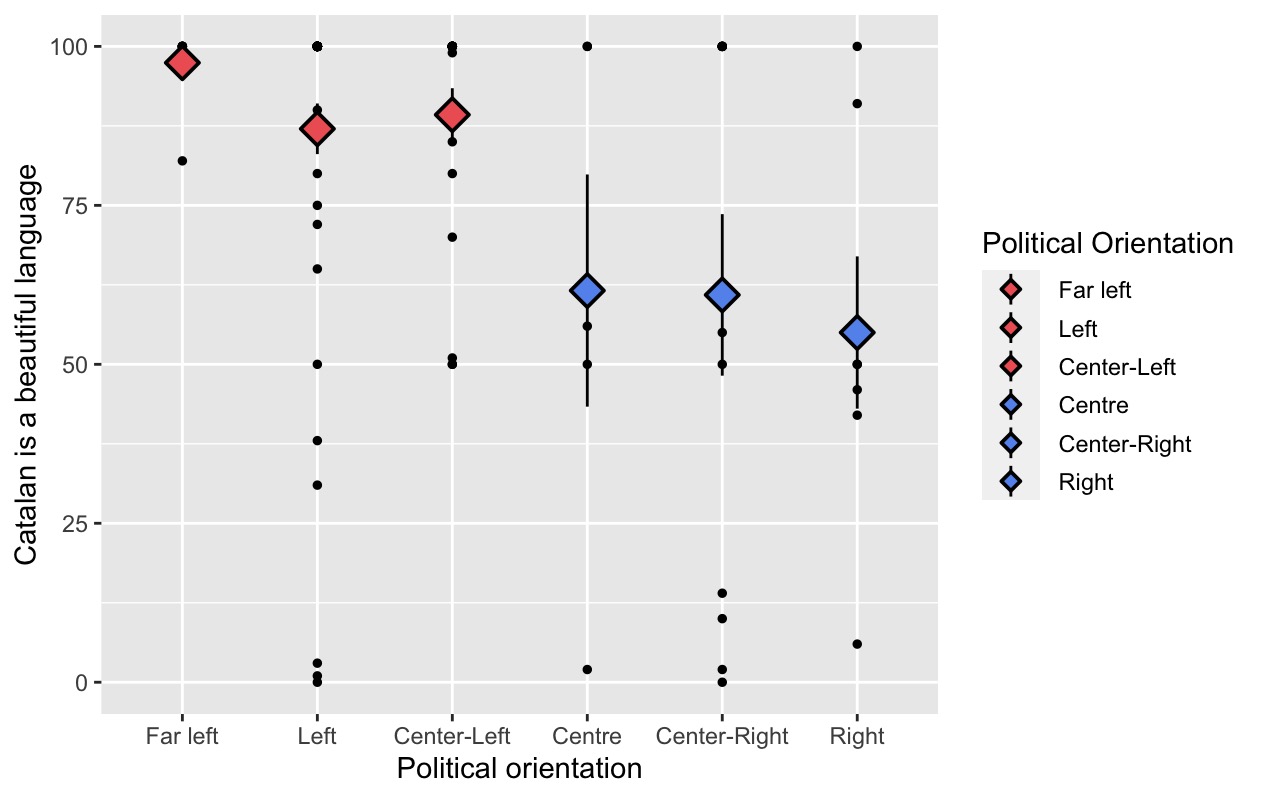 Catalan is a beautiful language
100
75
50
25
0
Far left
Left
Center-Left
Centre
Center-Right
Right
Political orientation
Political Orientation
Far left
Left
Center-Left
Centre
Center-Right
Right